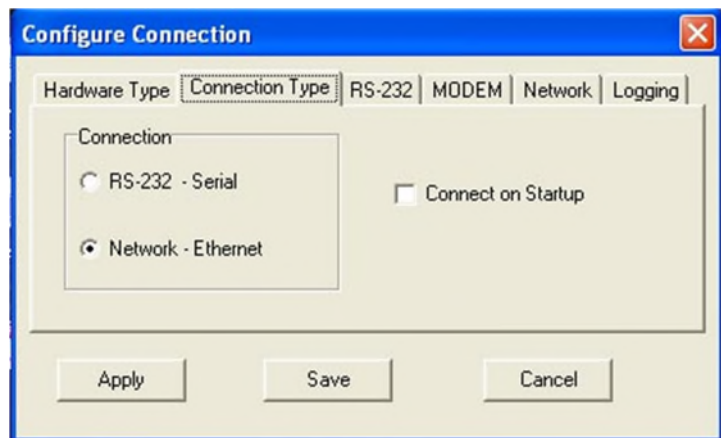 Configure Connection
Hardware Type Connection Type RS-232 MODEM Network Logging
Connection
RS-232 - Serial
Connect on Startup
Network - Ethernet
Apply Save Cancel